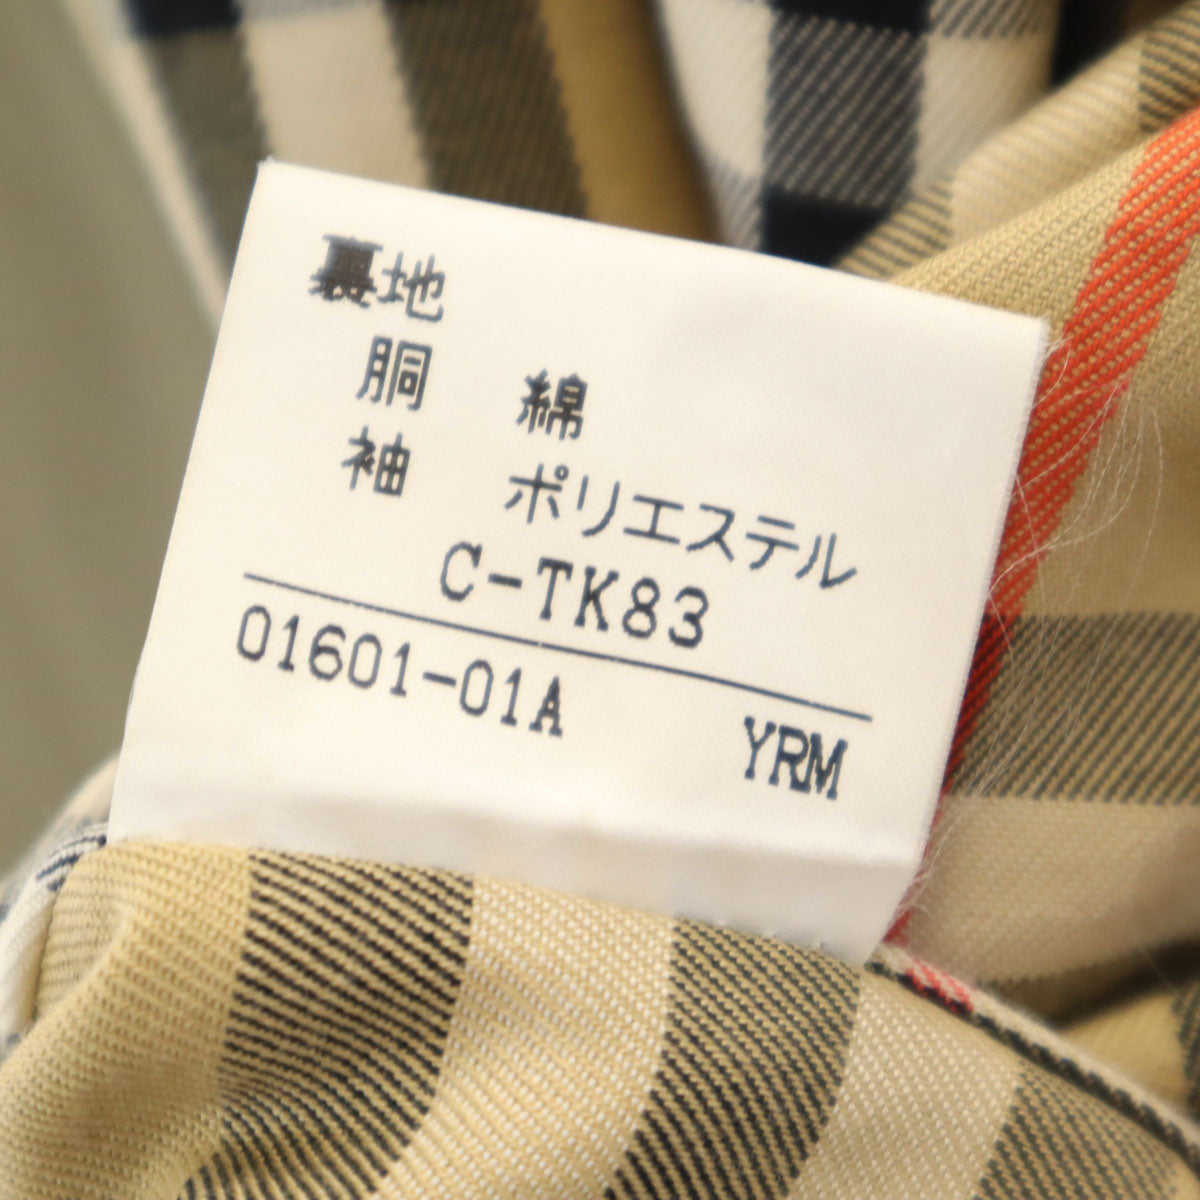 裏地
胴 綿
袖 ポリエステル
C-TK83
01601-01A YRM